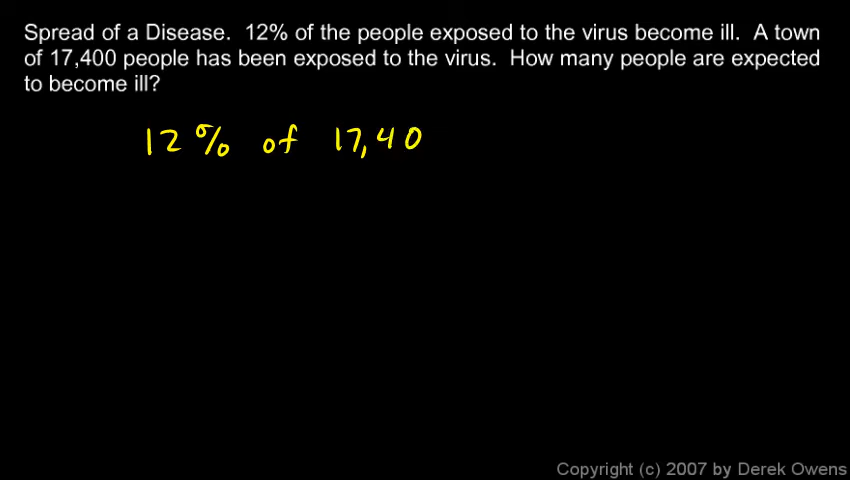 Spread of a Disease.  12% of the people exposed to the virus become ill.  A town
of 17,400 people has been exposed to the virus.  How many people are expected
to become ill?
12% of 17,40
Copyright (c) 2007 by Derek Owens